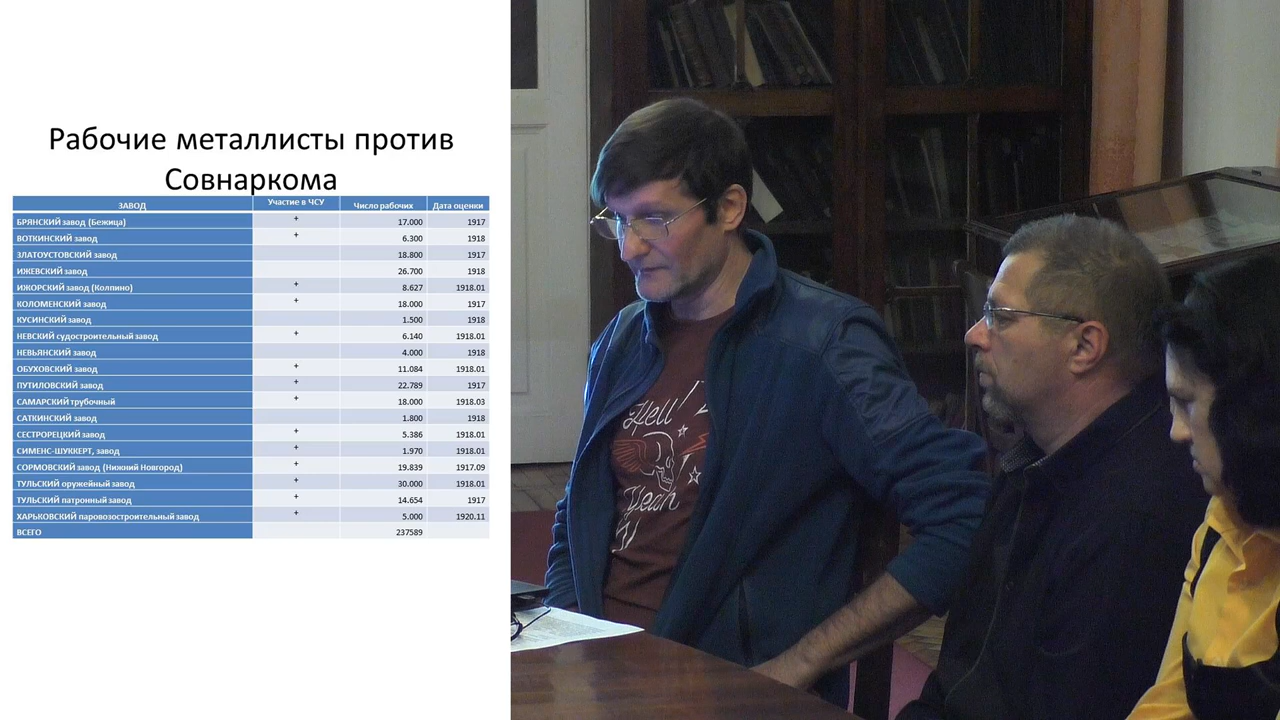 Рабочие металлисты против
Совнаркома
ЗАВОД Участие в ЧСУ Число рабочих Дата оценки
БРЯНСКИЙ завод (Бежица) + 17.000 1917
ВОТКИНСКИЙ завод + 6.300 1918
ЗЛАТОУСТОВСКИЙ завод 18.800 1917
ИЖЕВСКИЙ завод 26.700 1918
ИЖОРСКИЙ завод (Колпино) + 8.627 1918.01
КОЛОМЕНСКИЙ завод + 18.000 1917
КУСИНСКИЙ завод 1.500 1918
НЕВСКИЙ судостроительный завод + 6.140 1918.01
НЕВЬЯНСКИЙ завод 4.000 1918
ОБУХОВСКИЙ завод + 11.084 1918.01
ПУТИЛОВСКИЙ завод + 22.789 1917
САМАРСКИЙ трубочный + 18.000 1918.03
САТКИНСКИЙ завод 1.800 1918
СЕСТРОРЕЦКИЙ завод + 5.386 1918.01
СИМЕНС-ШУККЕРТ, завод + 1.970 1918.01
СОРМОВСКИЙ завод (Нижний Новгород) + 19.839 1917.09
ТУЛЬСКИЙ оружейный завод + 30.000 1918.01
ТУЛЬСКИЙ патронный завод + 14.654 1917
ХАРЬКОВСКИЙ паровозостроительный завод + 5.000 1920.11
ВСЕГО 237589
Hell
Yeah